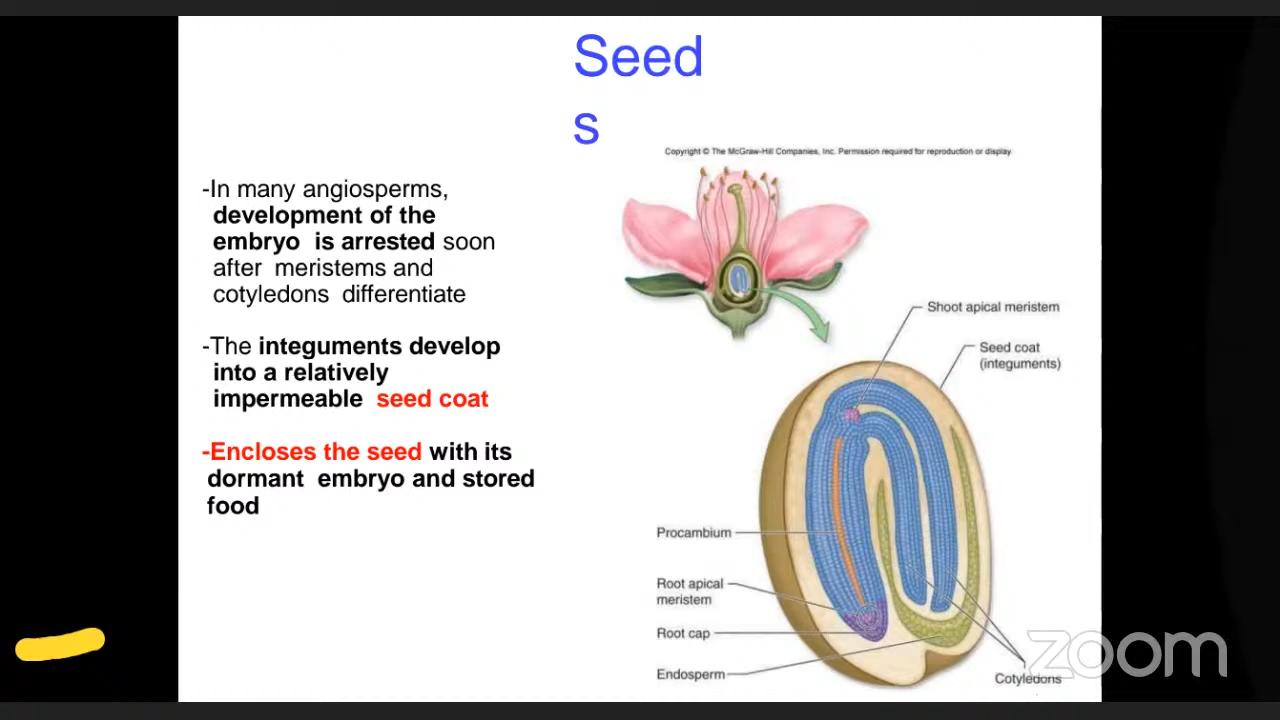 Seed
s
Copyright © The McGraw-Hill Companies, Inc. Permission required for reproduction or display.
-In many angiosperms,
development of the
embryo is arrested soon
after meristems and
cotyledons differentiate
-The integuments develop
into a relatively
impermeable seed coat
-Encloses the seed with its
dormant embryo and stored
food
Shoot apical meristem
Seed coat
(integuments)
Procambium
Root apical
meristem
Root cap
Endosperm
Cotyledons
zoom